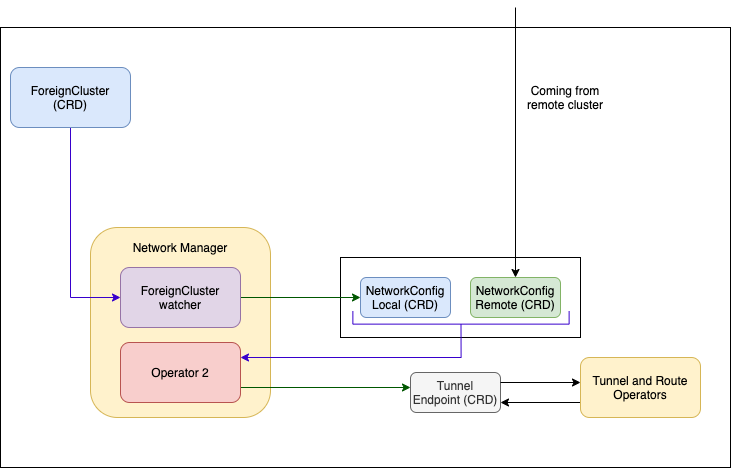 ForeignCluster
(CRD)
Coming from
remote cluster
Network Manager
ForeignCluster
watcher
NetworkConfig
Local (CRD)
NetworkConfig
Remote (CRD)
Operator 2
Tunnel
Endpoint (CRD)
Tunnel and Route
Operators